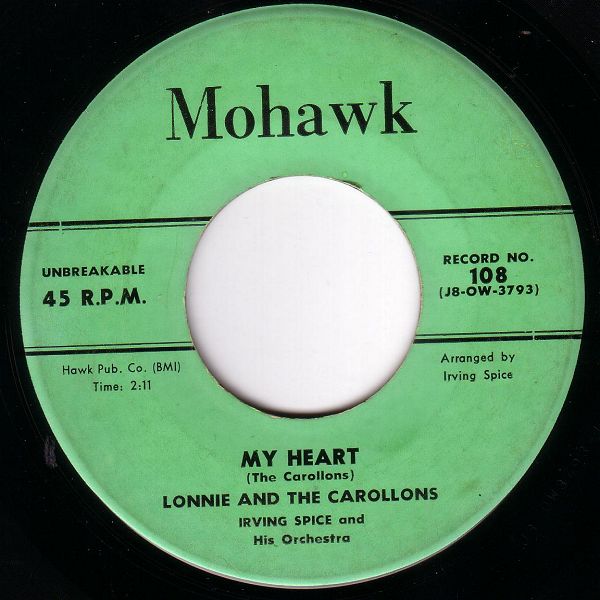 Mohawk
UNBREAKABLE
45 R.P.M.
RECORD NO.
108
(J8-OW-3793)
Hawk Pub. Co. (BMI)
Time: 2:11
Arranged by
Irving Spice
MY HEART
(The Carollons)
LONNIE AND THE CAROLLONS
IRVING SPICE and
His Orchestra